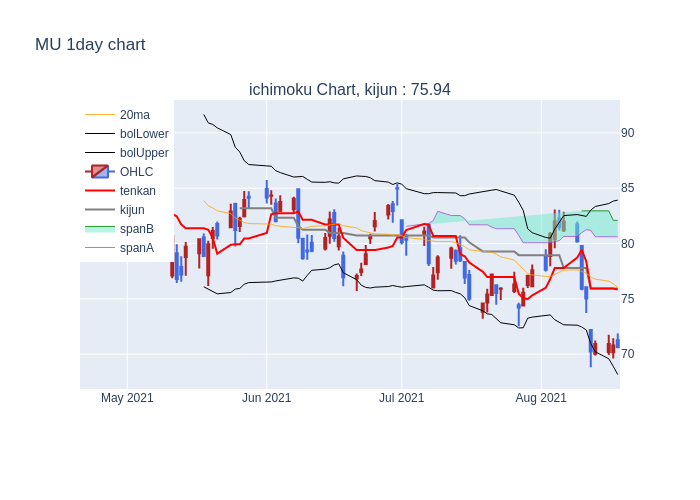 MU 1day chart
ichimoku Chart, kijun : 75.94
20ma
bolLower
bolUpper
OHLC
tenkan
kijun
spanB
spanA
90
85
80
75
70
May 2021
Jun 2021
Jul 2021
Aug 2021